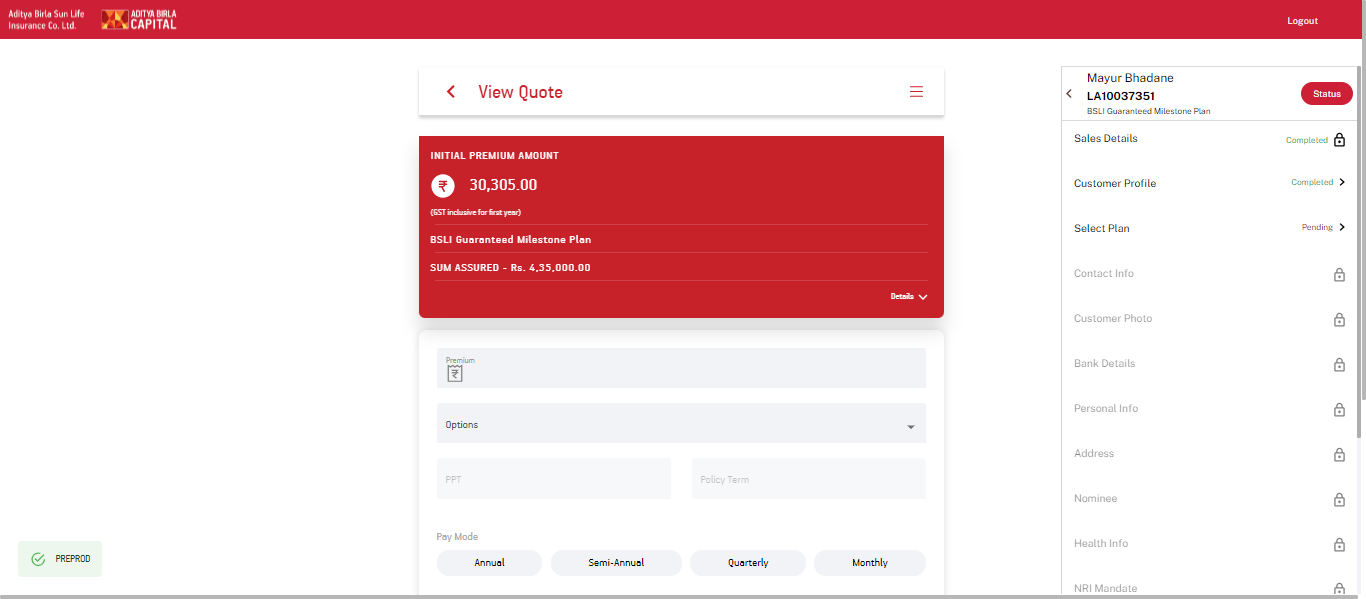 Aditya Birla Sun Life
Insurance Co. Ltd.
ADITYA BIRLA
CAPITAL
Logout
View Quote
INITIAL PREMIUM AMOUNT
₹ 30,305.00
(GST inclusive for first year)
BSLI Guaranteed Milestone Plan
SUM ASSURED - Rs. 4,35,000.00
Details
Premium
₹
Options
PPT
Policy Term
Pay Mode
Annual
Semi-Annual
Quarterly
Monthly
PREPROD
Mayur Bhadane
LA10037351
BSLI Guaranteed Milestone Plan
Status
Sales Details
Completed
Customer Profile
Completed
Select Plan
Pending
Contact Info
Customer Photo
Bank Details
Personal Info
Address
Nominee
Health Info
NRI Mandate